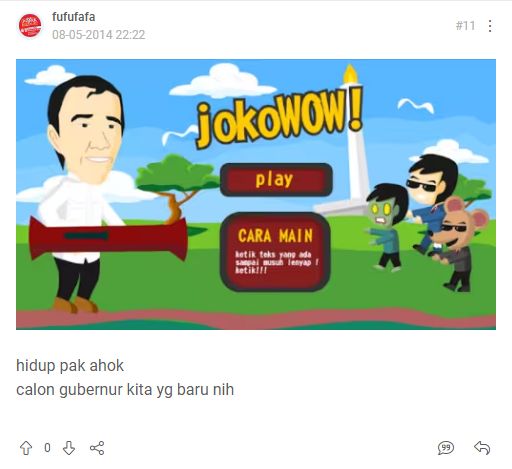 fufufafa
08-05-2014 22:22
#11
jokoWOW!
play
CARA MAIN
ketik teks yang ada
sampai musuh lenyap !
ketik!!!
hidup pak ahok
calon gubernur kita yg baru nih
0